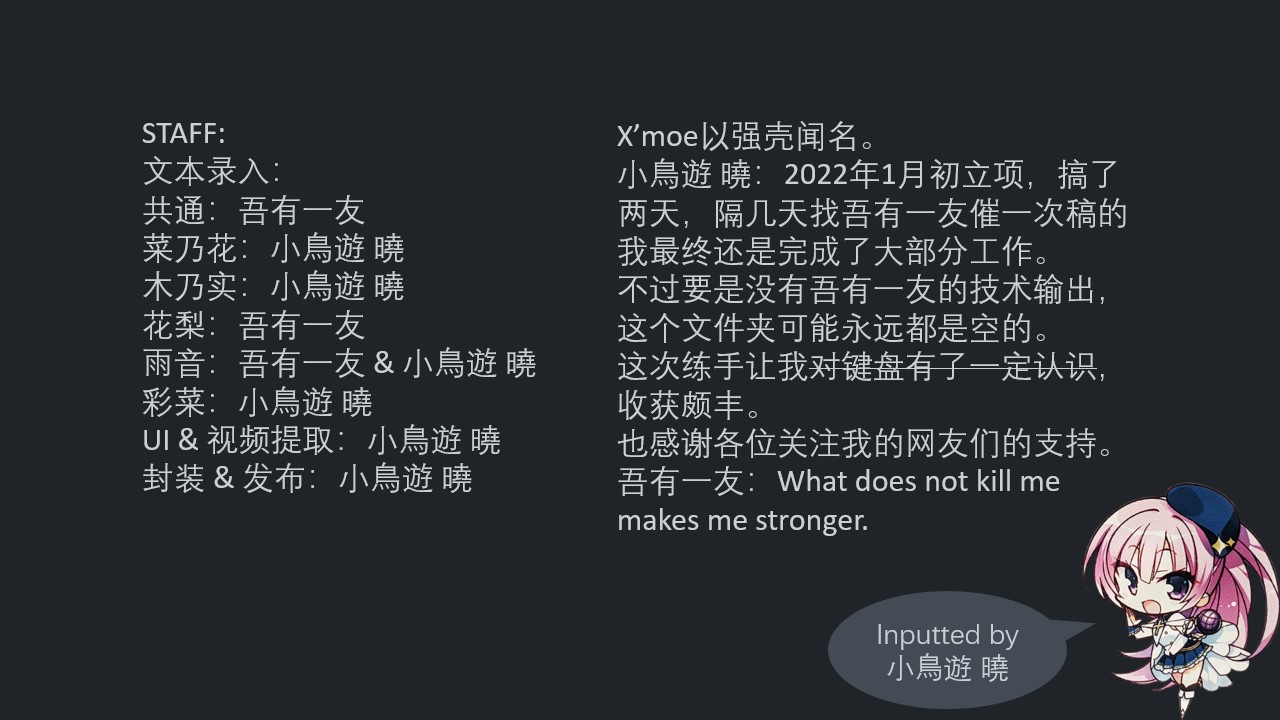 STAFF:
文本录入：
共通：吾有一友
菜乃花：小鳥遊 曉
木乃实：小鳥遊 曉
花梨：吾有一友
雨音：吾有一友 & 小鳥遊 曉
彩菜：小鳥遊 曉
UI & 视频提取：小鳥遊 曉
封装 & 发布：小鳥遊 曉
X’moe以强壳闻名。
小鳥遊 曉：2022年1月初立项，搞了
两天，隔几天找吾有一友催一次稿的
我最终还是完成了大部分工作。
不过要是没有吾有一友的技术输出，
这个文件夹可能永远都是空的。
这次练手让我对键盘有了一定认识，
收获颇丰。
也感谢各位关注我的网友们的支持。
吾有一友：What does not kill me
makes me stronger.
Inputted by
小鳥遊 曉